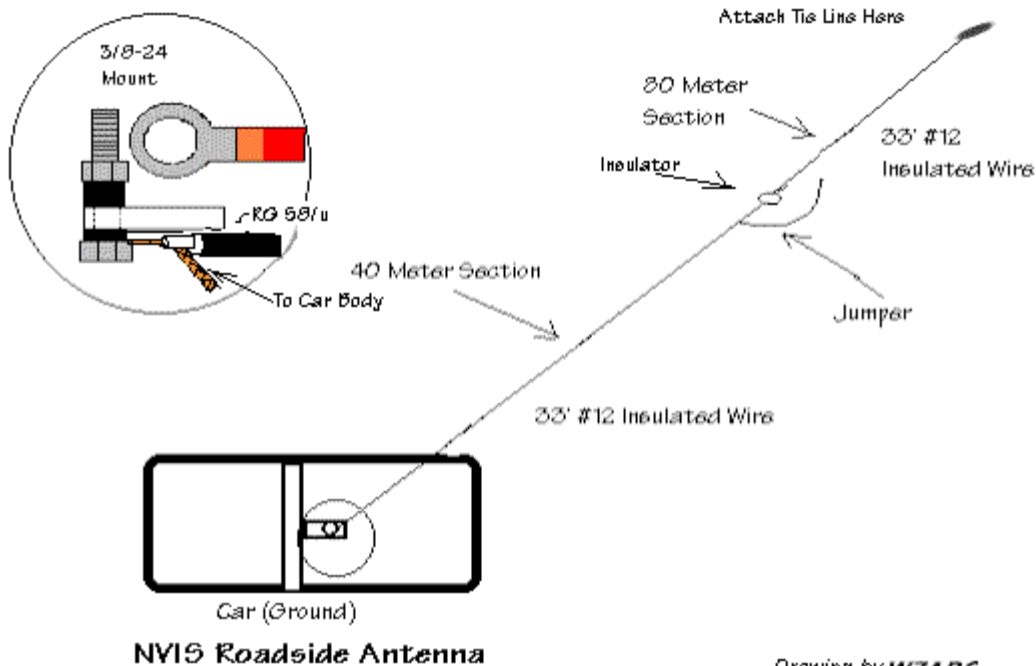 3/8-24
Mount
RG 58/u
To Car Body
Attach Tie Line Here
80 Meter
Section
33' #12
Insulated Wire
Insulator
Jumper
40 Meter Section
33' #12 Insulated Wire
Car (Ground)
NVIS Roadside Antenna
Drawing by